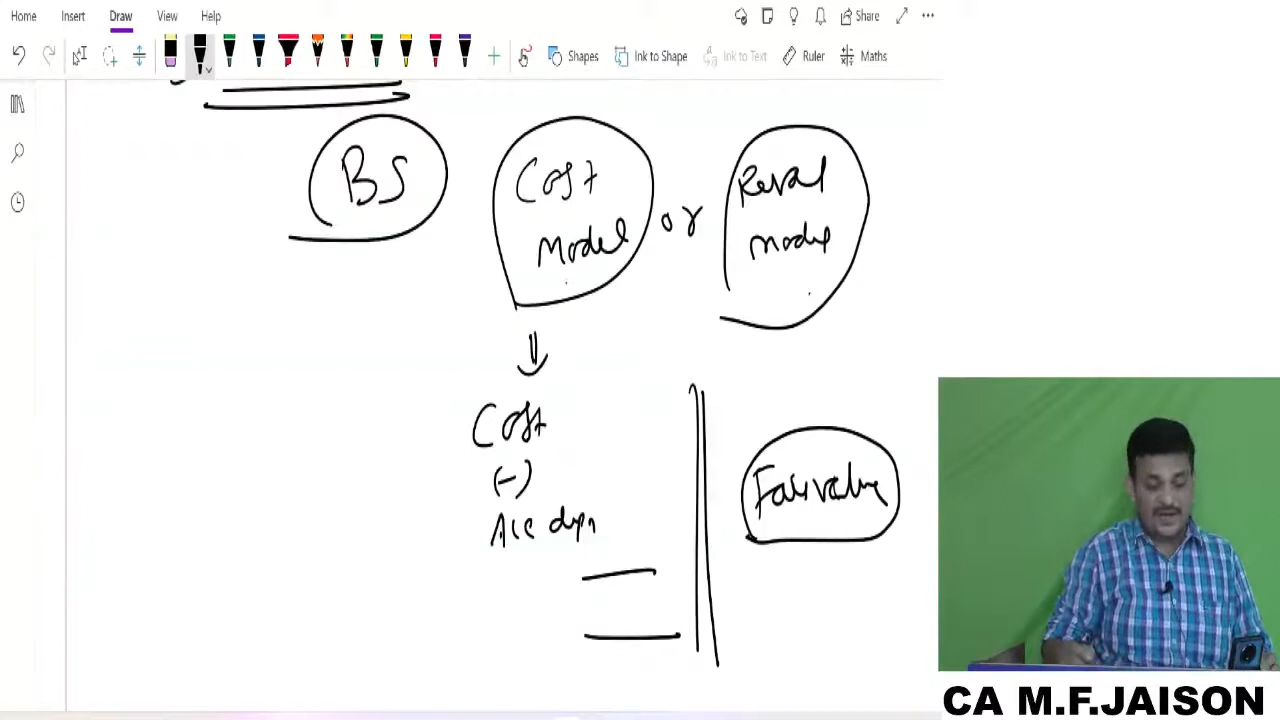 Home Insert Draw View Help Share
Shapes Ink to Shape Ink to Text Ruler Maths
BS
Cost
Model
or
Reval
model
Cost
(-)
Acc depn
Fairvalue
CA M.F.JAISON